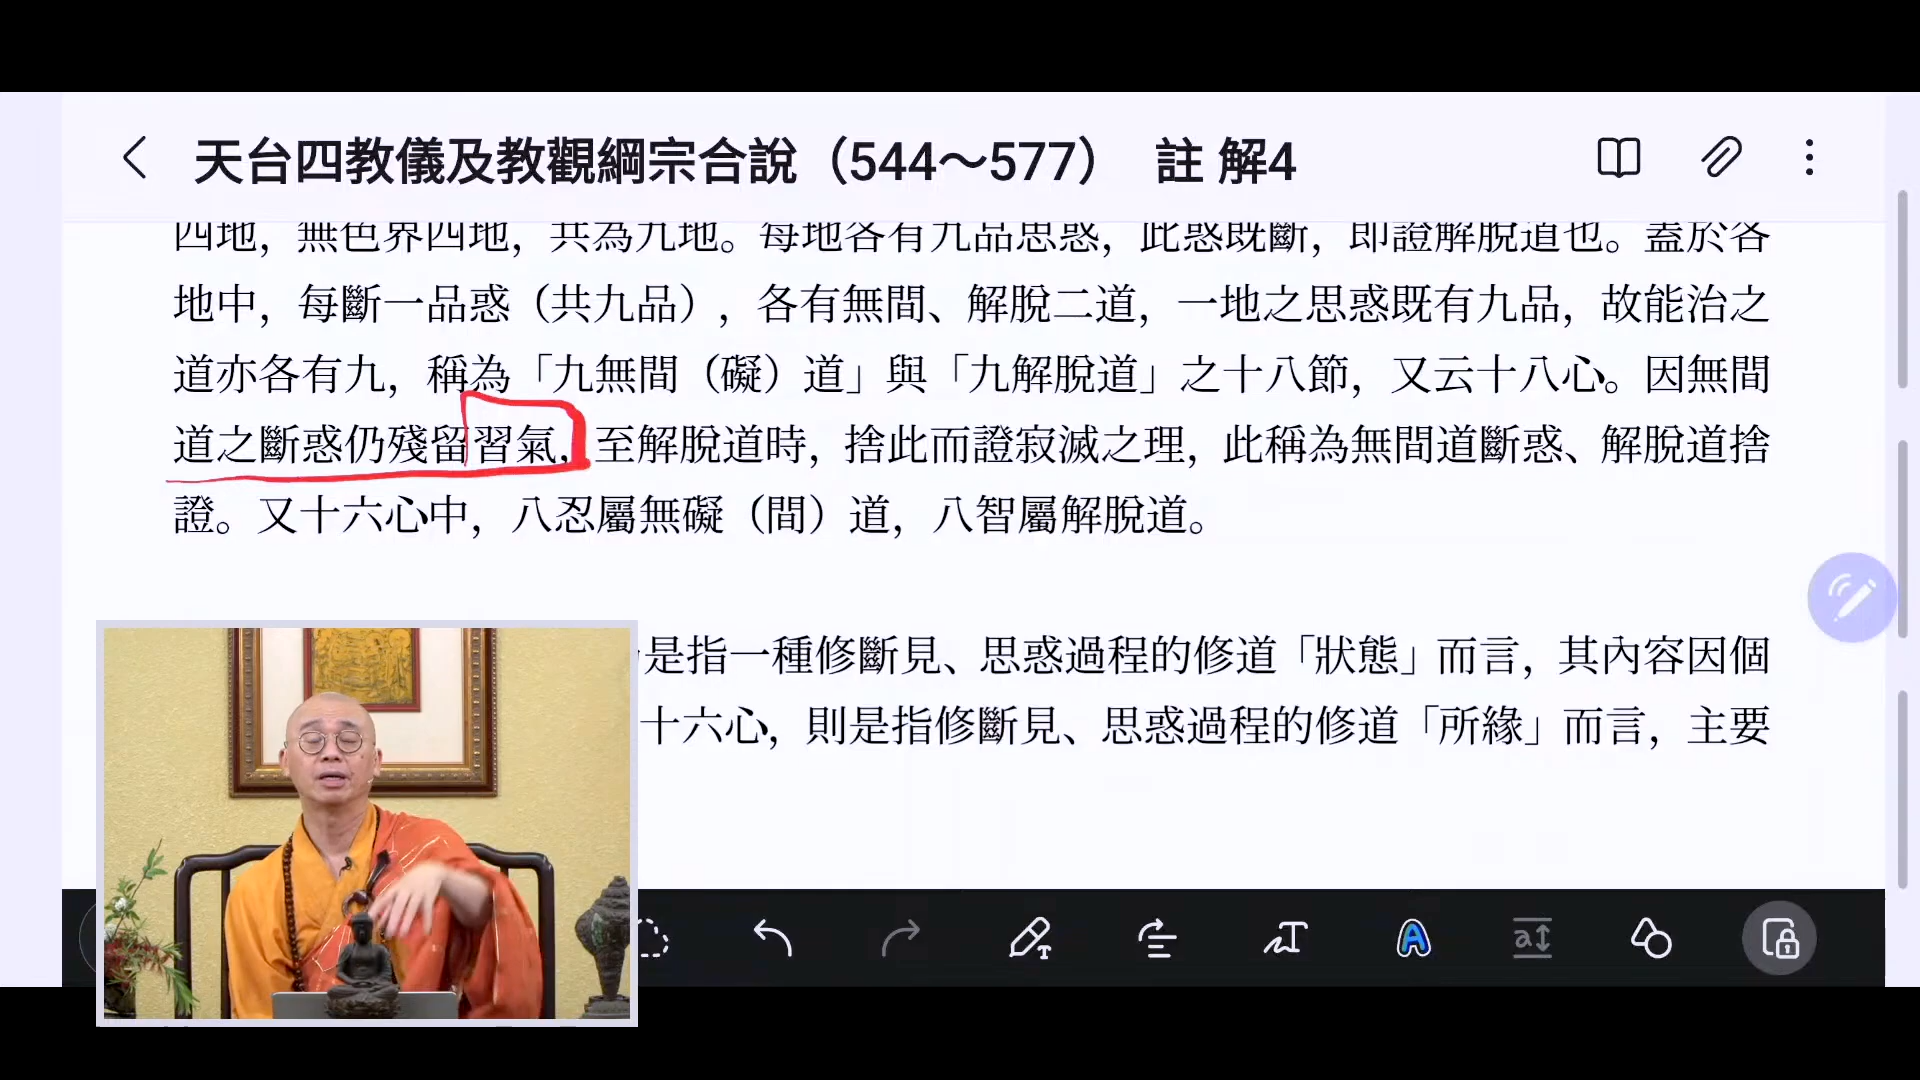 天台四教儀及教觀綱宗合說（544～577） 註 解4
四地，無色界四地，共為九地。每地各有九品思惑，此惑既斷，即證解脫道也。蓋於各
地中，每斷一品惑（共九品），各有無間、解脫二道，一地之思惑既有九品，故能治之
道亦各有九，稱為「九無間（礙）道」與「九解脫道」之十八節，又云十八心。因無間
道之斷惑仍殘留習氣，至解脫道時，捨此而證寂滅之理，此稱為無間道斷惑、解脫道捨
證。又十六心中，八忍屬無礙（間）道，八智屬解脫道。
是指一種修斷見、思惑過程的修道「狀態」而言，其內容因個
十六心，則是指修斷見、思惑過程的修道「所緣」而言，主要